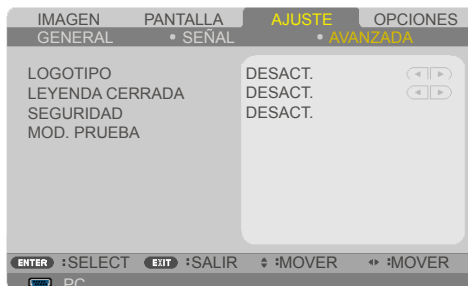 IMAGEN PANTALLA AJUSTE OPCIONES
GENERAL • SEÑAL • AVANZADA
LOGOTIPO DESACT.
LEYENDA CERRADA DESACT.
SEGURIDAD DESACT.
MOD. PRUEBA
ENTER :SELECT EXIT :SALIR :MOVER :MOVER
PC